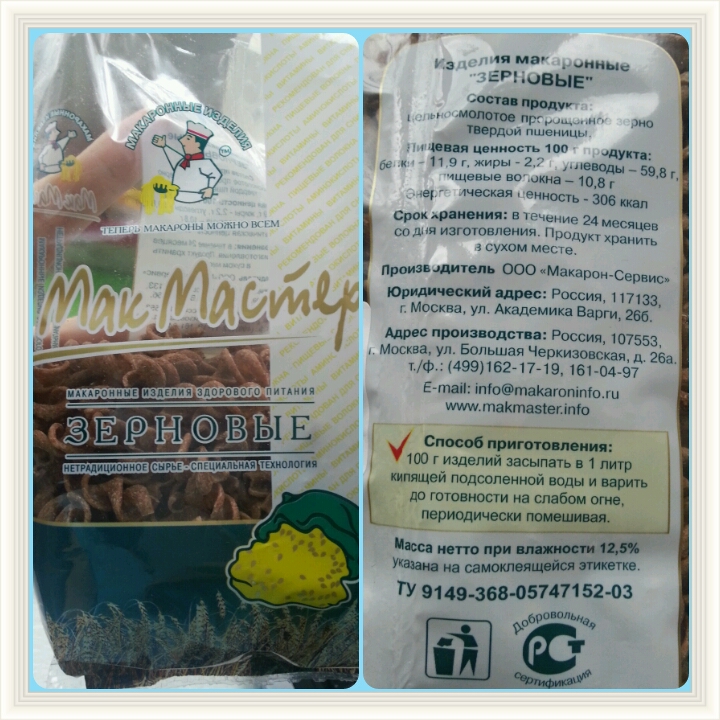 МАКАРОННЫЕ ИЗДЕЛИЯ
TM
ТЕПЕРЬ МАКАРОНЫ МОЖНО ВСЕМ
МакМастер
МАКАРОННЫЕ ИЗДЕЛИЯ ЗДОРОВОГО ПИТАНИЯ
ЗЕРНОВЫЕ
НЕТРАДИЦИОННОЕ СЫРЬЕ - СПЕЦИАЛЬНАЯ ТЕХНОЛОГИЯ
Изделия макаронные
"ЗЕРНОВЫЕ"
Состав продукта:
цельносмолотое пророщенное зерно
твердой пшеницы,
Пищевая ценность 100 г продукта:
белки – 11,9 г, жиры - 2,2 г, углеводы – 59,8 г,
пищевые волокна – 10,8 г
Энергетическая ценность - 306 ккал
Срок хранения: в течение 24 месяцев
со дня изготовления. Продукт хранить
в сухом месте.
Производитель ООО «Макарон-Сервис»
Юридический адрес: Россия, 117133,
г. Москва, ул. Академика Варги, 26б.
Адрес производства: Россия, 107553,
г. Москва, ул. Большая Черкизовская, д. 26а.
т./ф.: (499)162-17-19, 161-04-97
E-mail: info@makaroninfo.ru
www.makmaster.info
Способ приготовления:
100 г изделий засыпать в 1 литр
кипящей подсоленной воды и варить
до готовности на слабом огне,
периодически помешивая.
Масса нетто при влажности 12,5%
указана на самоклеящейся этикетке.
ТУ 9149-368-05747152-03
Добровольная
РСТ
сертификация